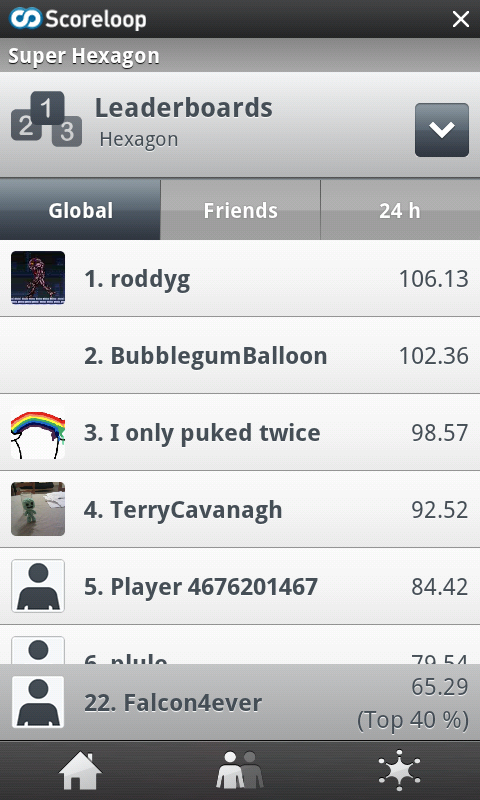 Scoreloop
Super Hexagon
1
2
3
Leaderboards
Hexagon
Global
Friends
24 h
1. roddyg
106.13
2. BubblegumBalloon
102.36
3. I only puked twice
98.57
4. TerryCavanagh
92.52
5. Player 4676201467
84.42
6.
79.54
22. Falcon4ever
65.29
(Top 40 %)